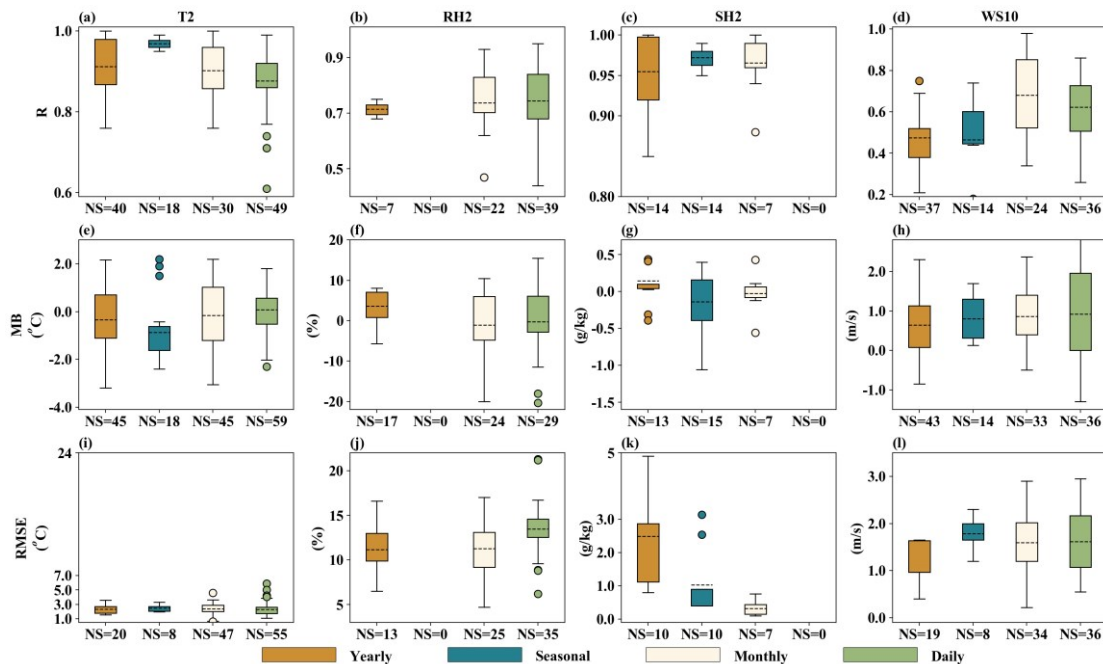 (a) T2 (b) RH2 (c) SH2 (d) WS10
R
1.0 0.8 0.6
0.9 0.7 0.5
1.00 0.95 0.90 0.80
1.0 0.8 0.6 0.4 0.2
NS=40 NS=18 NS=30 NS=49 NS=7 NS=0 NS=22 NS=39 NS=14 NS=14 NS=7 NS=0 NS=37 NS=14 NS=24 NS=36
(e) (f) (g) (h)
MB
(°C) (%) (g/kg) (m/s)
2.0 0.0 -2.0 -4.0
20 10 0 -10 -20
0.5 0.0 -0.5 -1.0 -1.5
2.0 1.0 0.0 -1.0
NS=45 NS=18 NS=45 NS=59 NS=17 NS=0 NS=24 NS=29 NS=13 NS=15 NS=7 NS=0 NS=43 NS=14 NS=33 NS=36
(i) (j) (k) (l)
RMSE
(°C) (%) (g/kg) (m/s)
24 7.0 5.0 3.0 1.0
20 15 10 5
5 2.0 1.0 0.0
3.0 2.0 1.0 0.0
NS=20 NS=8 NS=47 NS=55 NS=13 NS=0 NS=25 NS=35 NS=10 NS=10 NS=7 NS=0 NS=19 NS=8 NS=34 NS=36
Yearly Seasonal Monthly Daily